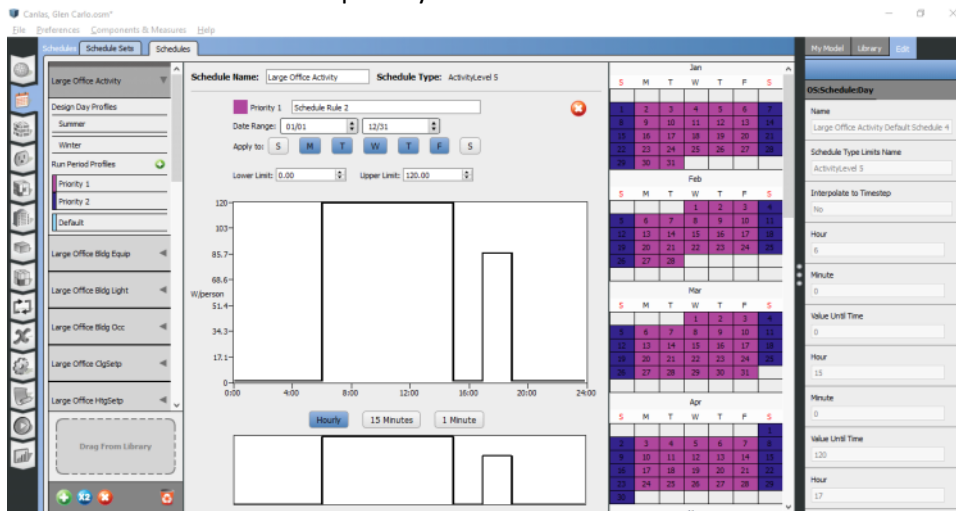 Canlas, Glen Carlo.osm*
File Preferences Components & Measures Help
Schedules Schedule Sets Schedules
My Model Library Edit
Large Office Activity
Design Day Profiles
Summer
Winter
Run Period Profiles
Priority 1
Priority 2
Default
Large Office Bldg Equip
Large Office Bldg Light
Large Office Bldg Occ
Large Office ClgSetp
Large Office HtgSetp
Drag From Library
X2
Schedule Name: Large Office Activity Schedule Type: ActivityLevel 5
Priority 1 Schedule Rule 2
Date Range: 01/01 12/31
Apply to: S M T W T F S
Lower Limit: 0.00 Upper Limit: 120.00
120
103
85.7
68.6
W/person
51.4
34.3
17.1
0
0:00 4:00 8:00 12:00 16:00 20:00 24:00
Hourly 15 Minutes 1 Minute
Jan
S M T W T F S
1 2 3 4 5 6 7
8 9 10 11 12 13 14
15 16 17 18 19 20 21
22 23 24 25 26 27 28
29 30 31
Feb
S M T W T F S
1 2 3 4
5 6 7 8 9 10 11
12 13 14 15 16 17 18
19 20 21 22 23 24 25
26 27 28
Mar
S M T W T F S
1 2 3 4
5 6 7 8 9 10 11
12 13 14 15 16 17 18
19 20 21 22 23 24 25
26 27 28 29 30 31
Apr
S M T W T F S
1
2 3 4 5 6 7 8
9 10 11 12 13 14 15
16 17 18 19 20 21 22
23 24 25 26 27 28 29
30
OS:Schedule:Day
Name
Large Office Activity Default Schedule 4
Schedule Type Limits Name
ActivityLevel 5
Interpolate to Timestep
No
Hour
6
Minute
0
Value Until Time
0
Hour
15
Minute
0
Value Until Time
120
Hour
17